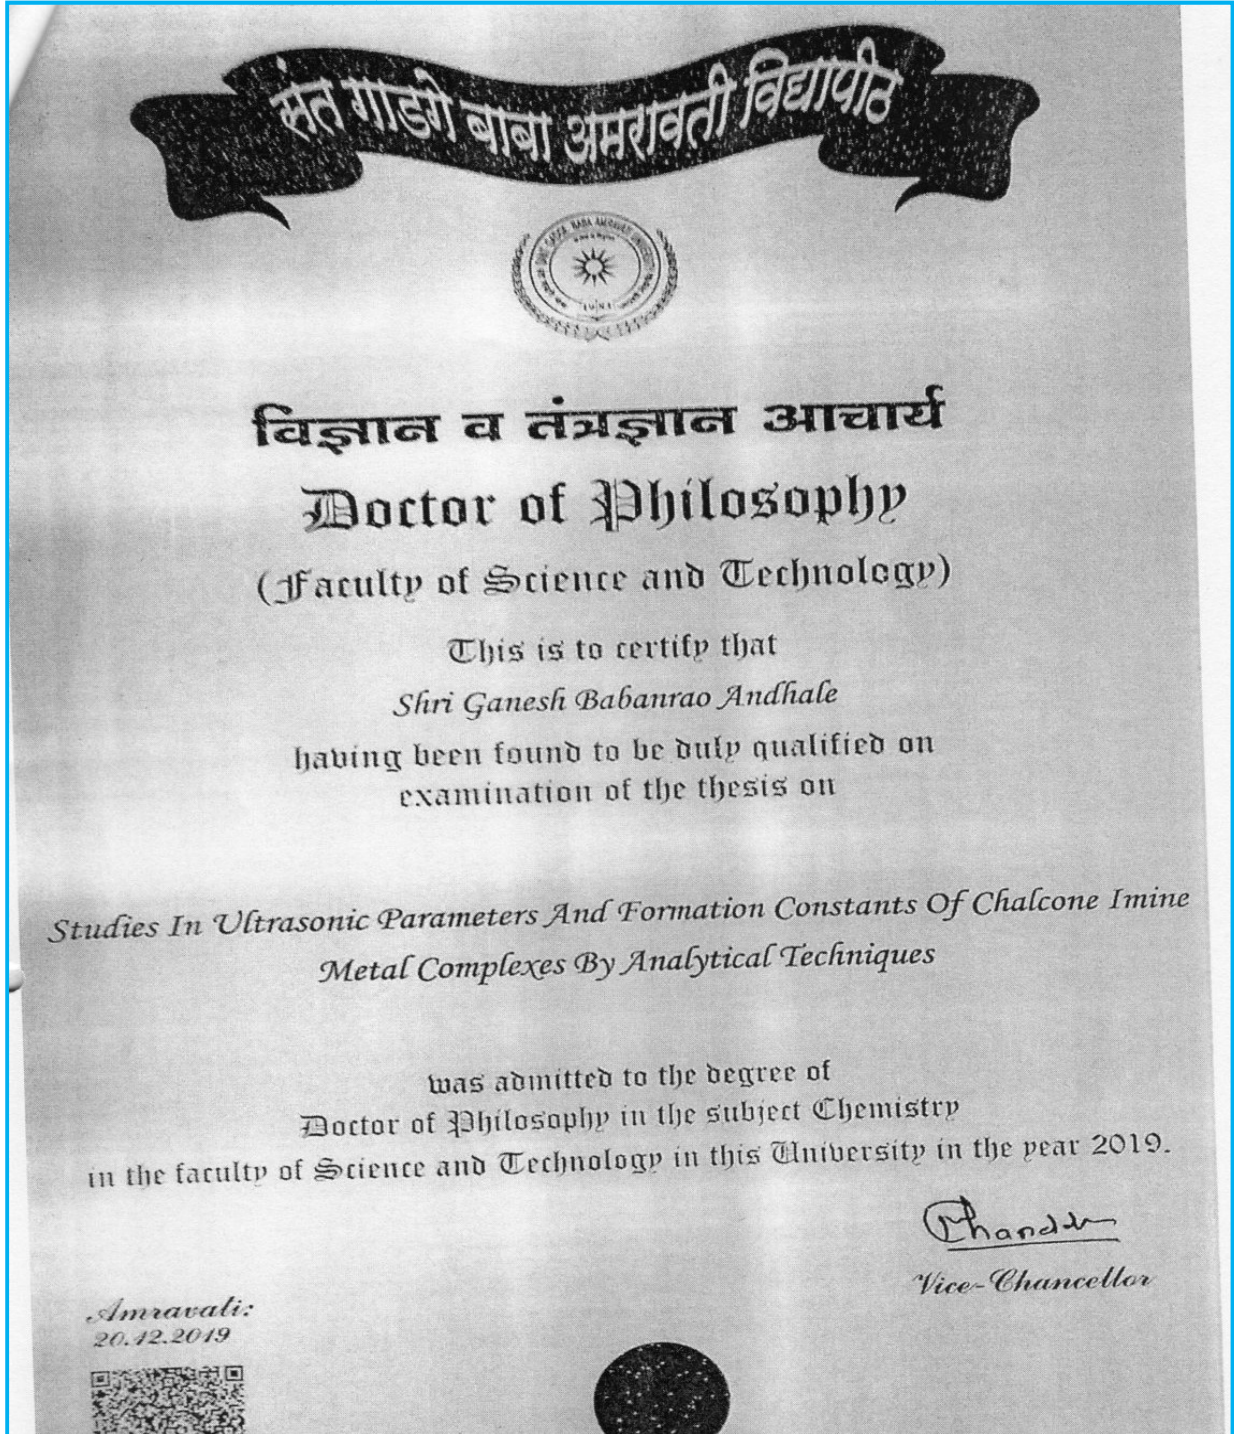 संत गाडगे बाबा अमरावती विद्यापीठ
विज्ञान व तंत्रज्ञान आचार्य
Doctor of Philosophy
(Faculty of Science and Technology)
This is to certify that
Shri Ganesh Babanrao Andhale
having been found to be duly qualified on
examination of the thesis on
Studies In Ultrasonic Parameters And Formation Constants Of Chalcone Imine
Metal Complexes By Analytical Techniques
was admitted to the degree of
Doctor of Philosophy in the subject Chemistry
in the faculty of Science and Technology in this University in the year 2019.
Vice-Chancellor
Amravati:
20.12.2019